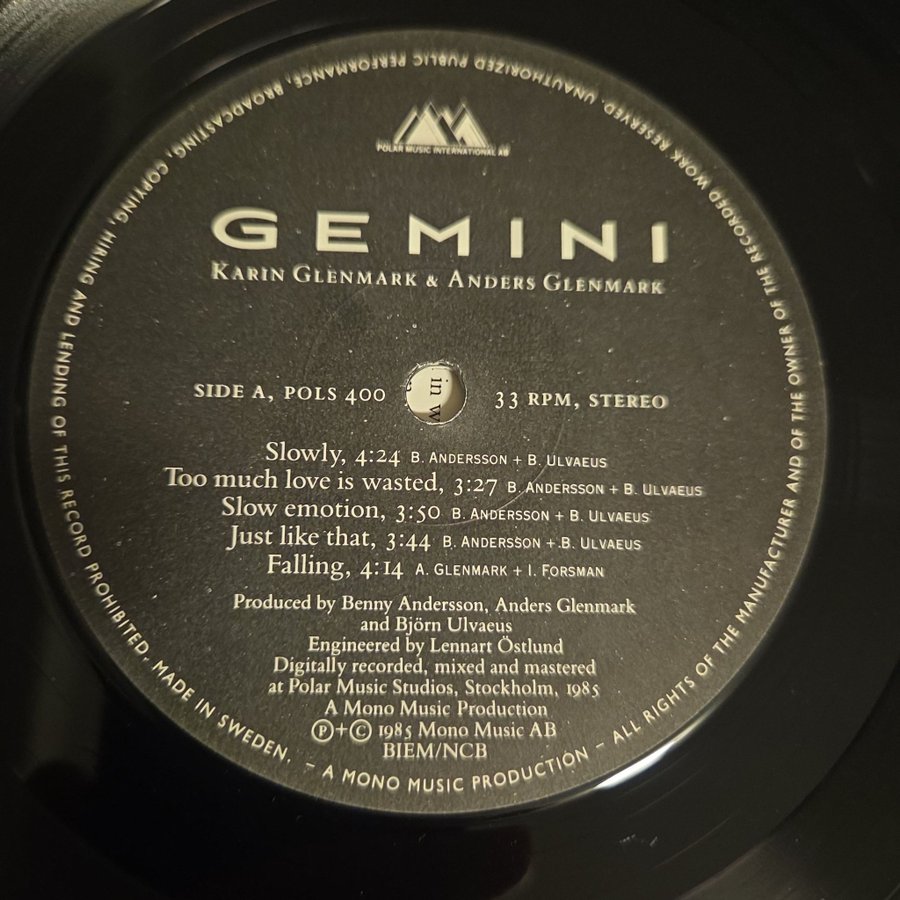 POLAR MUSIC INTERNATIONAL AB
GEMINI
KARIN GLENMARK & ANDERS GLENMARK
SIDE A, POLS 400
in w
33 RPM, STEREO
Slowly, 4:24 B. ANDERSSON + B. ULVAEUS
Too much love is wasted, 3:27 B. ANDERSSON + B. ULVAEUS
Slow emotion, 3:50 B. ANDERSSON + B. ULVAEUS
Just like that, 3:44 B. ANDERSSON + B. ULVAEUS
Falling, 4:14 A. GLENMARK + I. FORSMAN
Produced by Benny Andersson, Anders Glenmark
and Björn Ulvaeus
Engineered by Lennart Östlund
Digitally recorded, mixed and mastered
at Polar Music Studios, Stockholm, 1985
A Mono Music Production
Ⓟ+© 1985 Mono Music AB
BIEM/NCB
– A MONO MUSIC PRODUCTION – ALL RIGHTS OF THE MANUFACTURER AND OF THE OWNER OF THE RECORDED WORK RESERVED. UNAUTHORIZED PUBLIC PERFORMANCE, BROADCASTING, COPYING, HIRING AND LENDING OF THIS RECORD PROHIBITED. MADE IN SWEDEN.